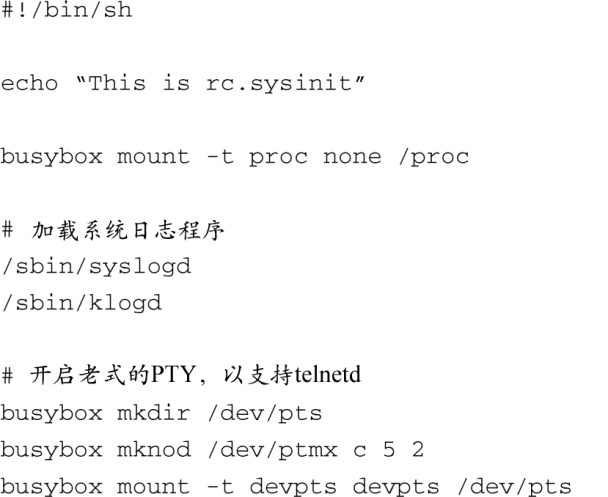 #!/bin/sh
echo “This is rc.sysinit”
busybox mount -t proc none /proc
# 加载系统日志程序
/sbin/syslogd
/sbin/klogd
# 开启老式的PTY，以支持telnetd
busybox mkdir /dev/pts
busybox mknod /dev/ptmx c 5 2
busybox mount -t devpts devpts /dev/pts